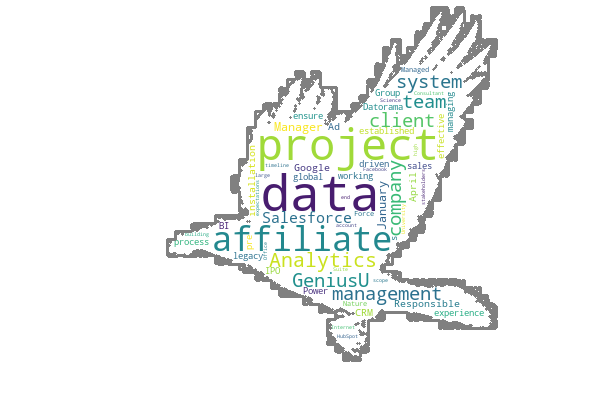 Managed
system
Group
Consultant
Science
team
Datorama
managing
ensure
client
Manager
Ad
established
effective
project
driven
sales
timeline
Google
Facebook
company
installation
Large
global
working
January
April
stakeholders
data
expectations
Salesforce
Force
end
account
BI
building
affiliate
process
legacy
Analytics
IPO
GeniusU
scope
Power
management
Nature
Responsible
CRM
experience
Internet
HubSpot